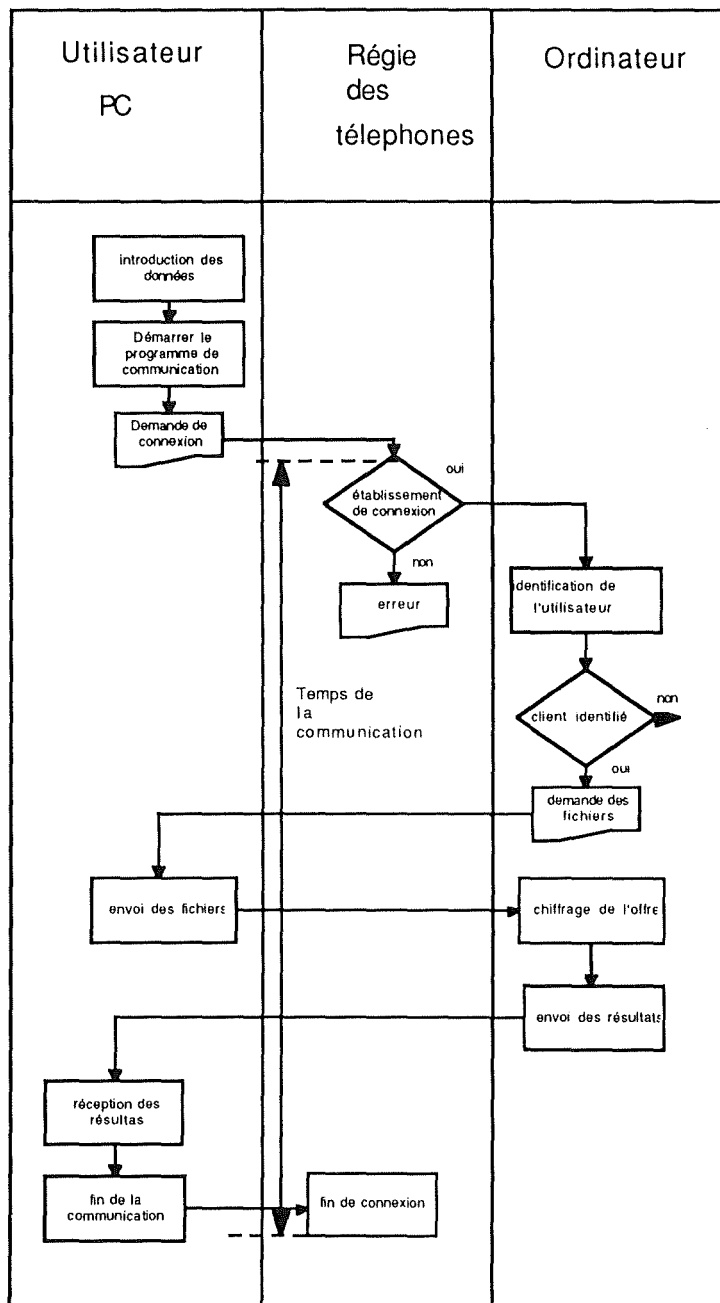 Utilisateur
PC
Régie
des
télephones
Ordinateur
introduction des
données
Démarrer le
programme de
communication
Demande de
connexion
oui
établissement
de connexion
non
erreur
identification de
l'utilisateur
Temps de
la
communication
client identifié
non
oui
demande des
fichiers
envoi des fichiers
chiffrage de l'offre
envoi des résultats
réception des
résultas
fin de la
communication
fin de connexion